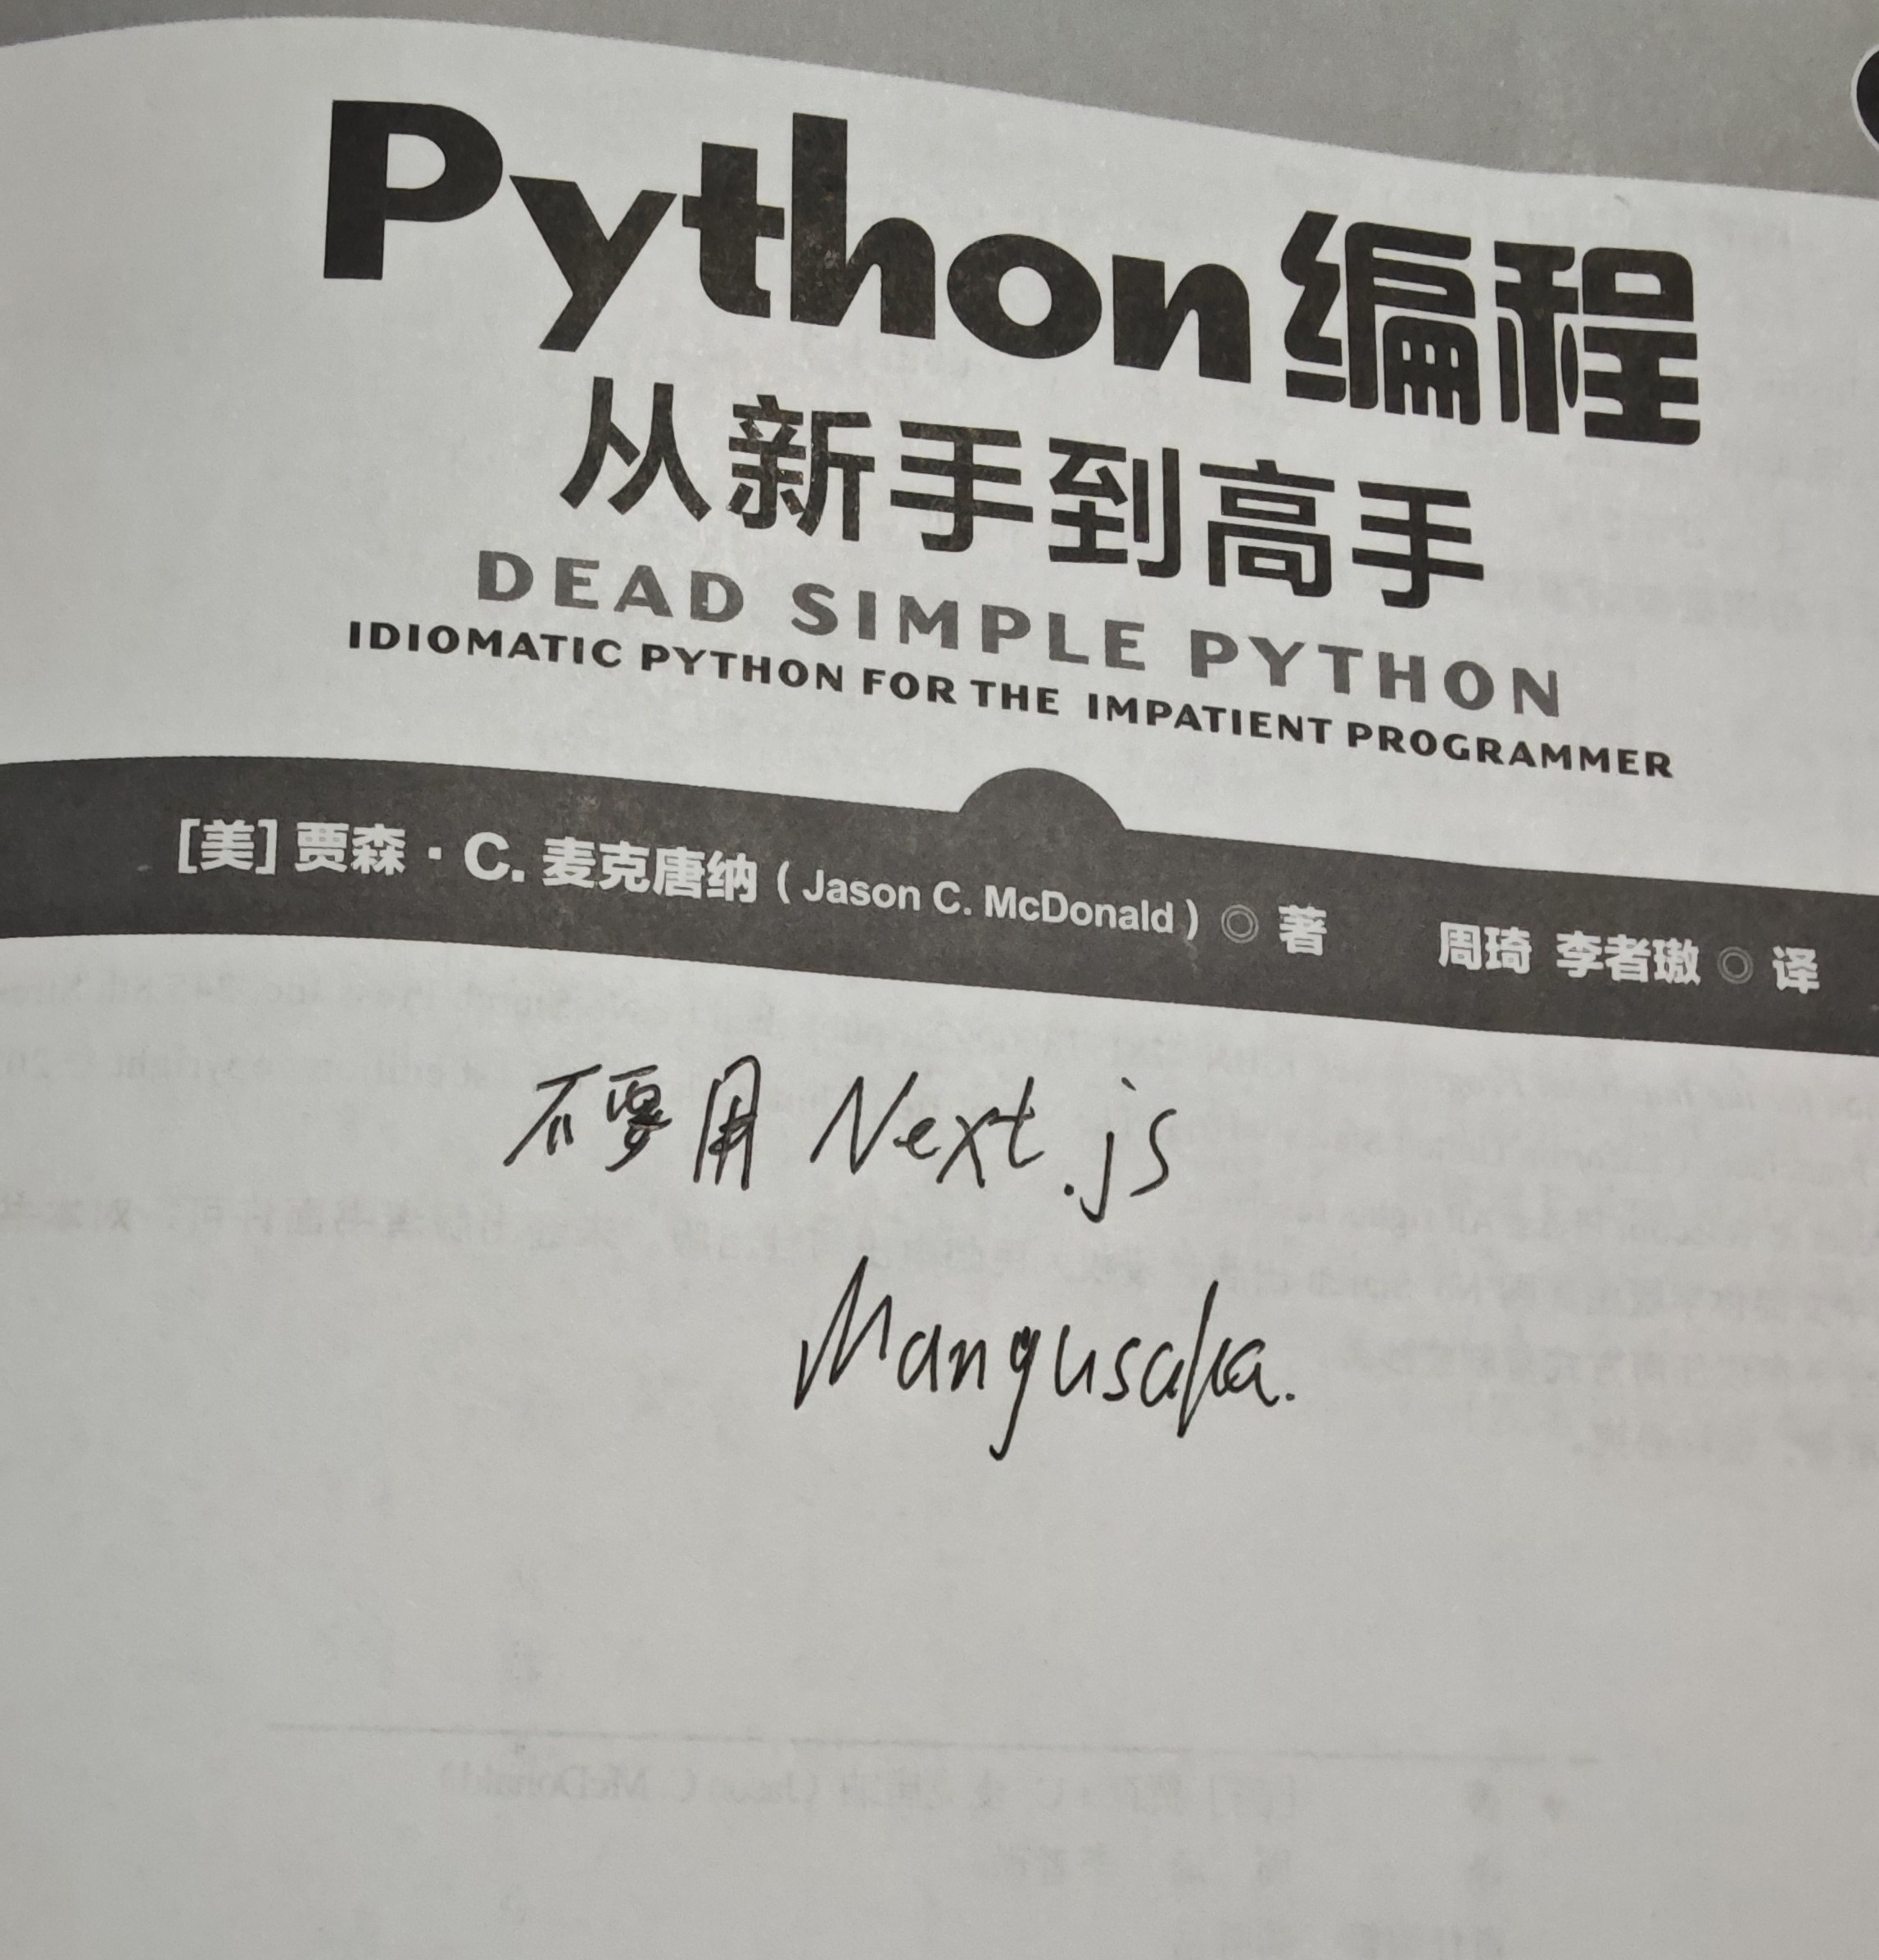 Python编程
从新手到高手
DEAD SIMPLE PYTHON
IDIOMATIC PYTHON FOR THE IMPATIENT PROGRAMMER
[美] 贾森·C. 麦克唐纳 (Jason C. McDonald) ◎ 著 周琦 李者璈 ◎ 译
不要用 Next.js
Mangusaka.